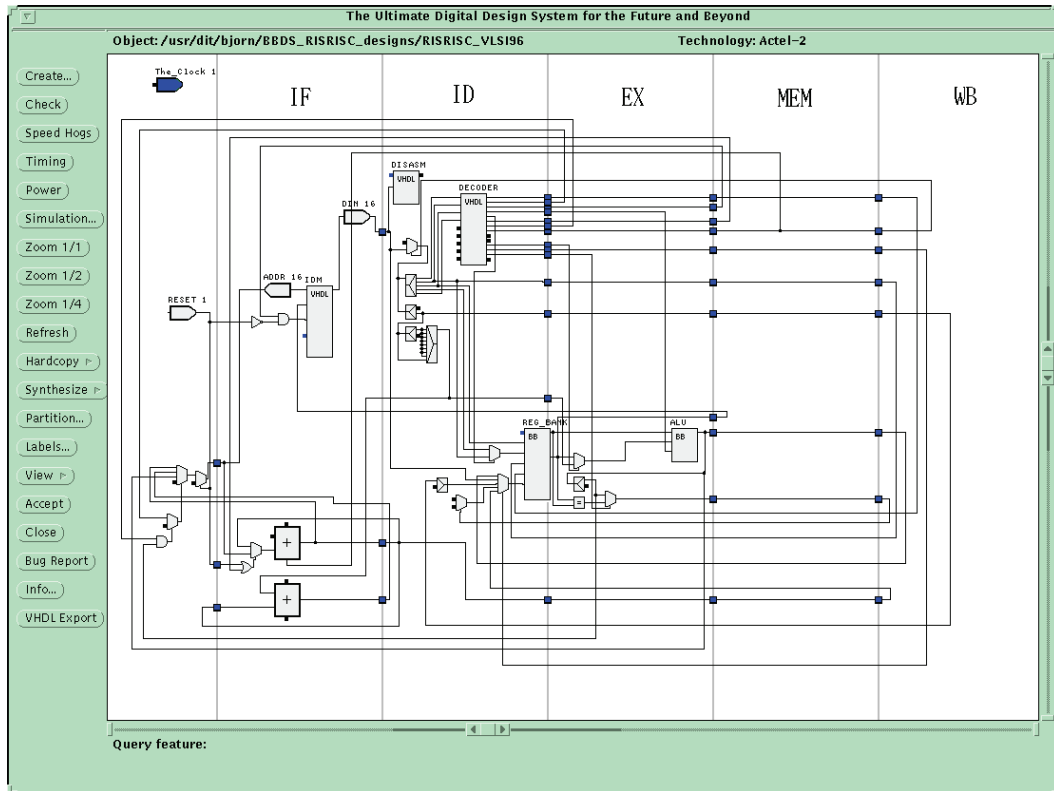 The Ultimate Digital Design System for the Future and Beyond
Object: /usr/dit/bjorn/BBDS_RISRISC_designs/RISRISC_VLSI96
Technology: Actel-2
Create...
Check
Speed Hogs
Timing
Power
Simulation...
Zoom 1/1
Zoom 1/2
Zoom 1/4
Refresh
Hardcopy
Synthesize
Partition...
Labels...
View
Accept
Close
Bug Report
Info...
VHDL Export
The_Clock 1
IF
ID
EX
MEM
WB
DISASM
VHDL
DECODER
VHDL
DIN 16
ADDR 16
IDM
VHDL
RESET 1
REG_BANK
BB
ALU
BB
=
+
+
Query feature: